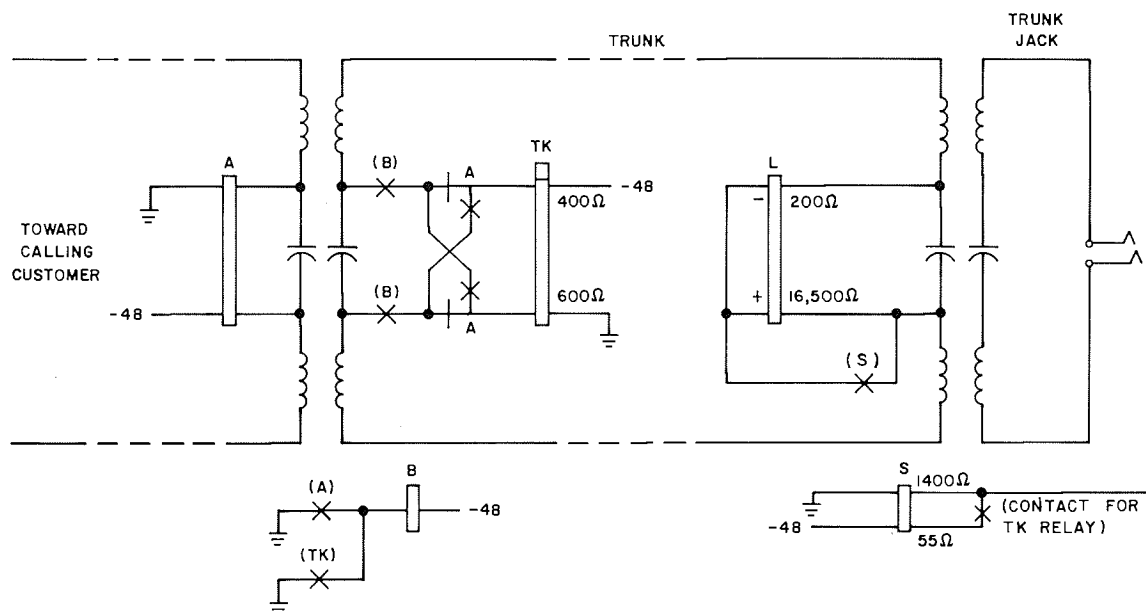 TRUNK
TRUNK
JACK
TOWARD
CALLING
CUSTOMER
A
-48
(B)
(B)
A
A
TK
400Ω
-48
600Ω
L
-
200Ω
+
16,500Ω
(S)
(A)
(TK)
B
-48
S
1400Ω
-48
55Ω
(CONTACT FOR
TK RELAY)